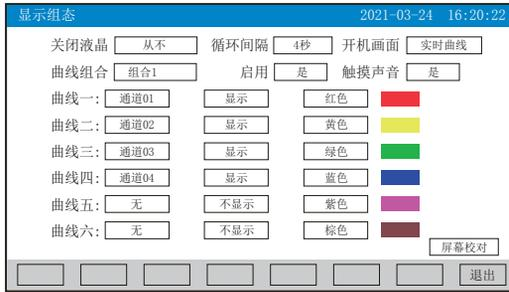 显示组态 2021-03-24 16:20:22
关闭液晶 从不 循环间隔 4秒 开机画面 实时曲线
曲线组合 组合1 启用 是 触摸声音 是
曲线一: 通道01 显示 红色
曲线二: 通道02 显示 黄色
曲线三: 通道03 显示 绿色
曲线四: 通道04 显示 蓝色
曲线五: 无 不显示 紫色
曲线六: 无 不显示 棕色
屏幕校对
退出